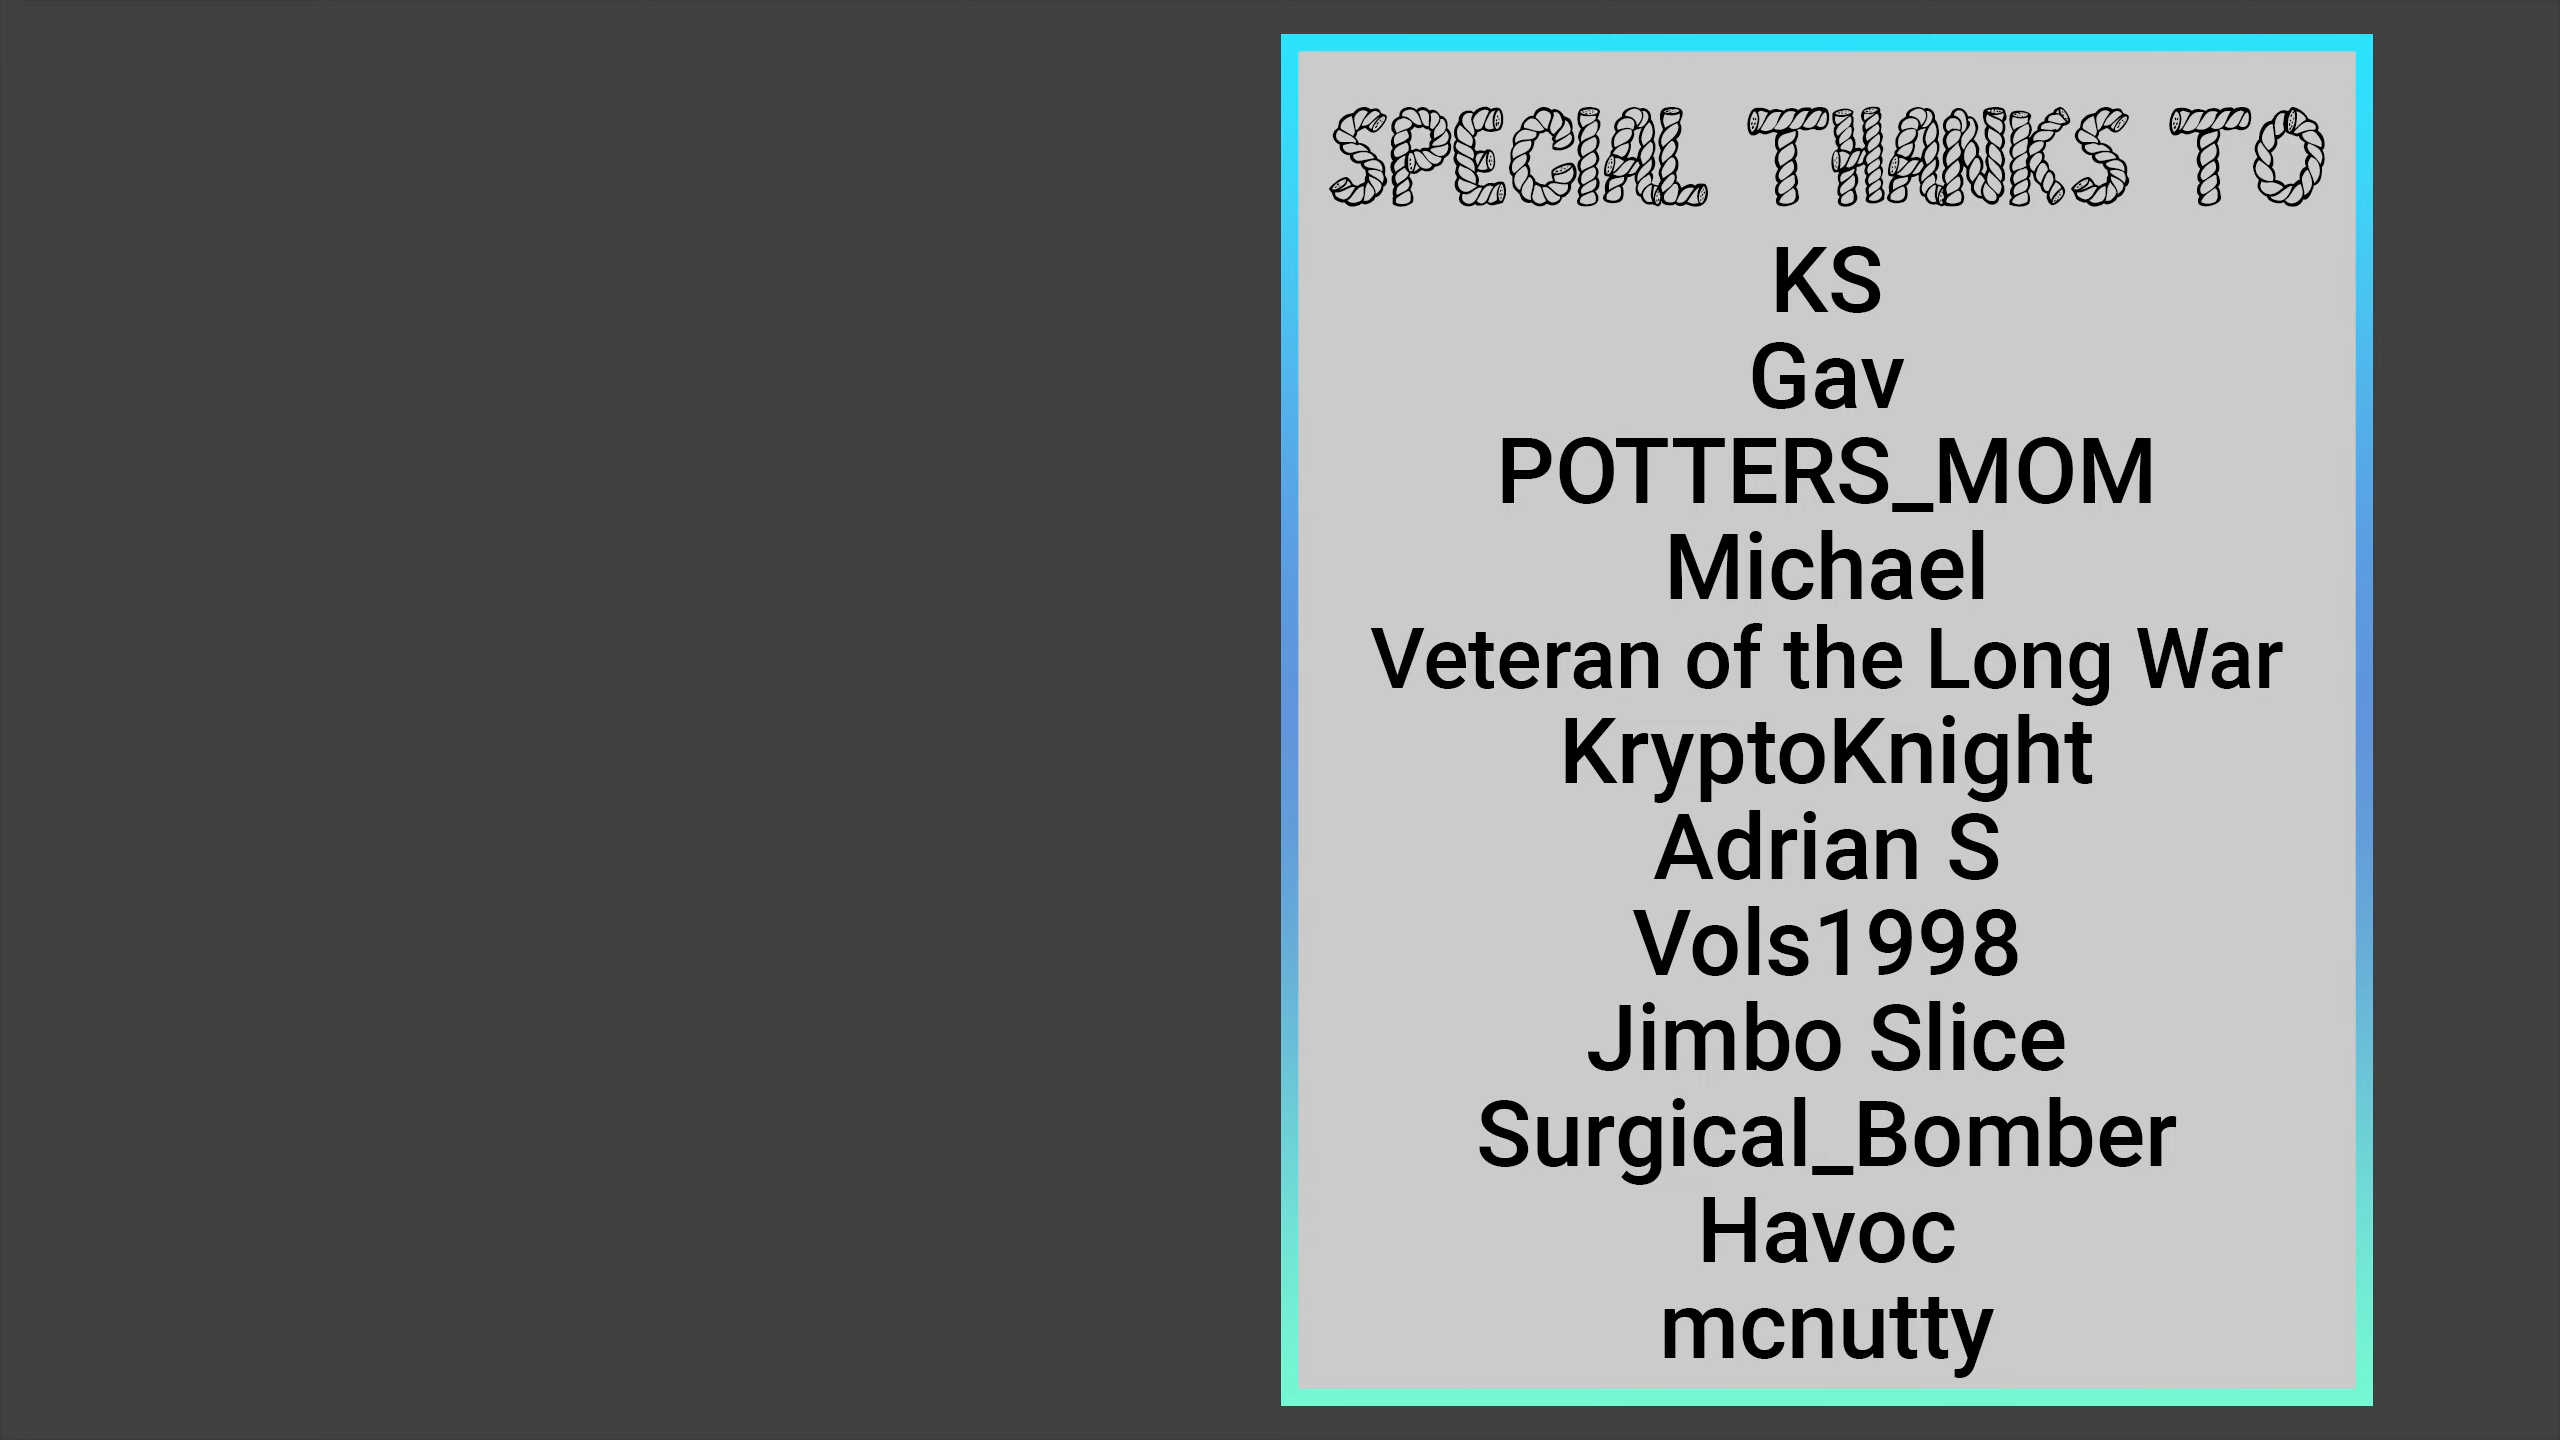 SPECIAL THANKS TO
KS
Gav
POTTERS_MOM
Michael
Veteran of the Long War
KryptoKnight
Adrian S
Vols1998
Jimbo Slice
Surgical_Bomber
Havoc
mcnutty